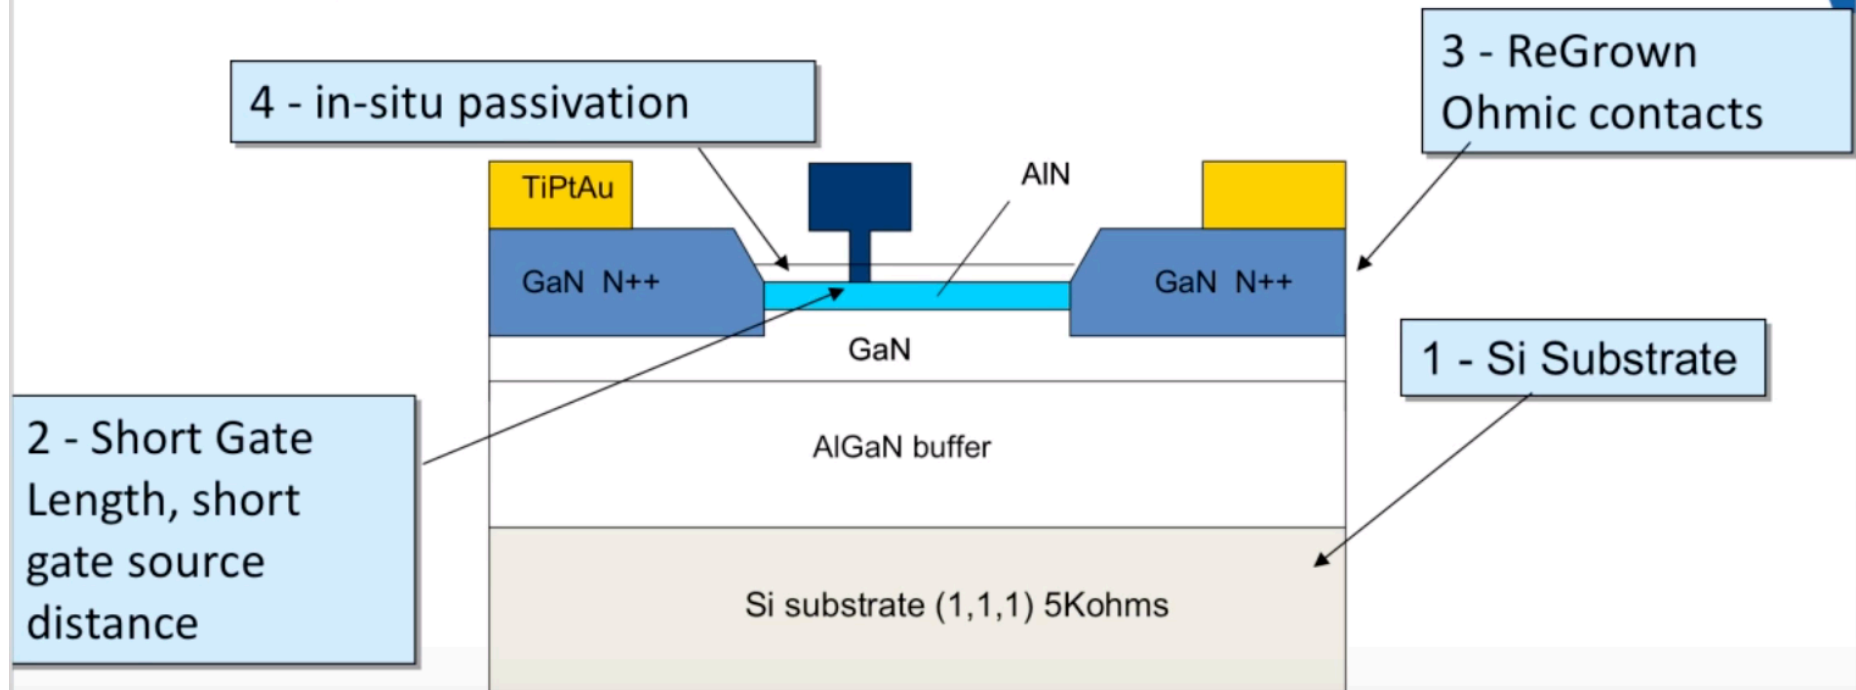 4 - in-situ passivation
3 - ReGrown
Ohmic contacts
TiPtAu
AlN
GaN N++
GaN N++
GaN
1 - Si Substrate
2 - Short Gate
Length, short
gate source
distance
AlGaN buffer
Si substrate (1,1,1) 5Kohms